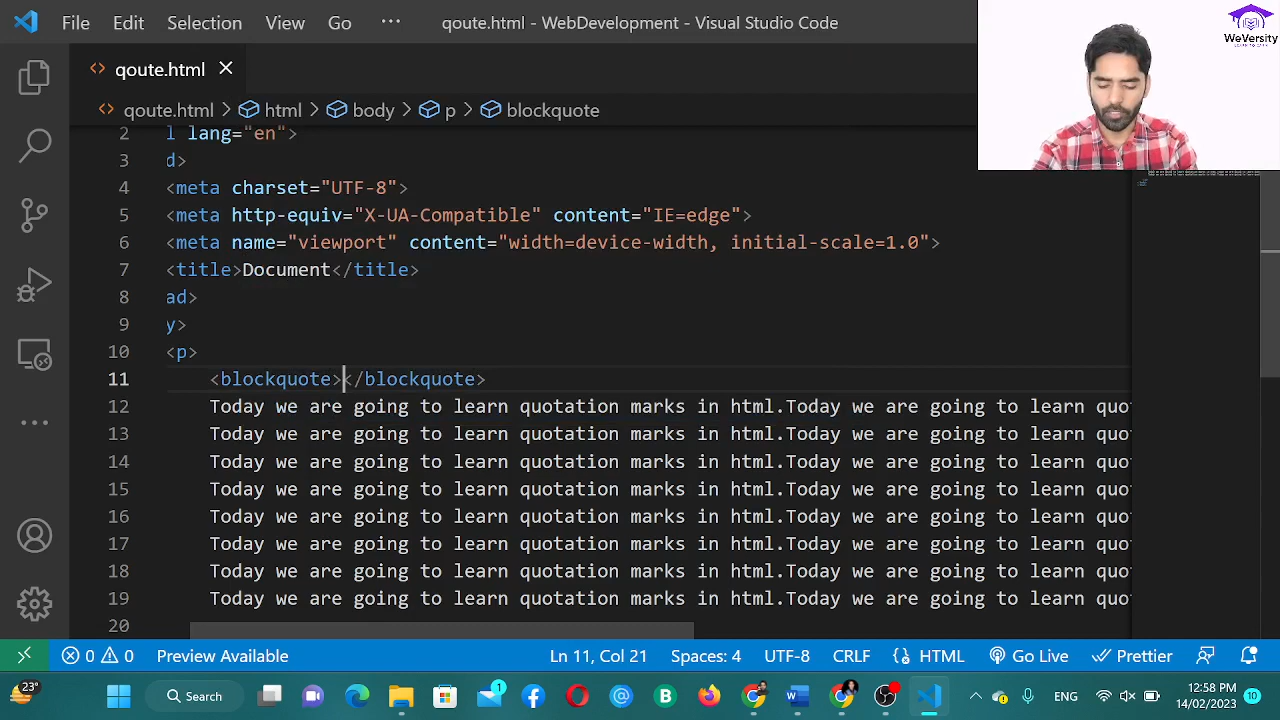 File Edit Selection View Go ··· qoute.html - WebDevelopment - Visual Studio Code
WeVersity
LEARN TO EARN
qoute.html
qoute.html > html > body > p > blockquote
2 l lang="en">
3 d>
4 <meta charset="UTF-8">
5 <meta http-equiv="X-UA-Compatible" content="IE=edge">
6 <meta name="viewport" content="width=device-width, initial-scale=1.0">
7 <title>Document</title>
8 ad>
9 y>
10 <p>
11 <blockquote></blockquote>
12 Today we are going to learn quotation marks in html.Today we are going to learn quo
13 Today we are going to learn quotation marks in html.Today we are going to learn quo
14 Today we are going to learn quotation marks in html.Today we are going to learn quo
15 Today we are going to learn quotation marks in html.Today we are going to learn quo
16 Today we are going to learn quotation marks in html.Today we are going to learn quo
17 Today we are going to learn quotation marks in html.Today we are going to learn quo
18 Today we are going to learn quotation marks in html.Today we are going to learn quo
19 Today we are going to learn quotation marks in html.Today we are going to learn quo
20
0 0 Preview Available Ln 11, Col 21 Spaces: 4 UTF-8 CRLF HTML Go Live Prettier
23° Search 1 ENG 12:58 PM 10
14/02/2023